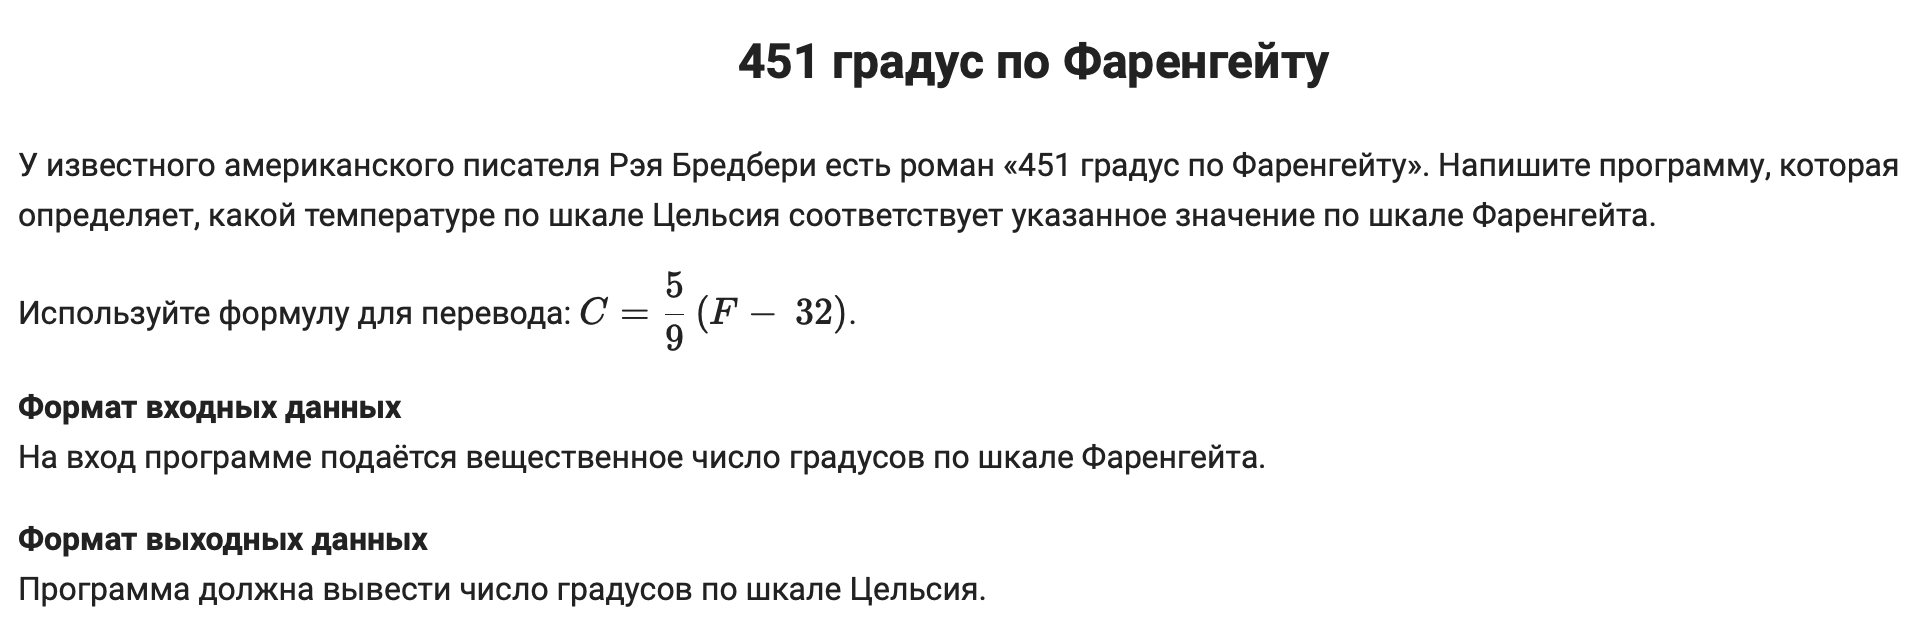 451 градус по Фаренгейту
У известного американского писателя Рэя Бредбери есть роман «451 градус по Фаренгейту». Напишите программу, которая
определяет, какой температуре по шкале Цельсия соответствует указанное значение по шкале Фаренгейта.
Используйте формулу для перевода: C = 5/9 (F − 32).
Формат входных данных
На вход программе подаётся вещественное число градусов по шкале Фаренгейта.
Формат выходных данных
Программа должна вывести число градусов по шкале Цельсия.